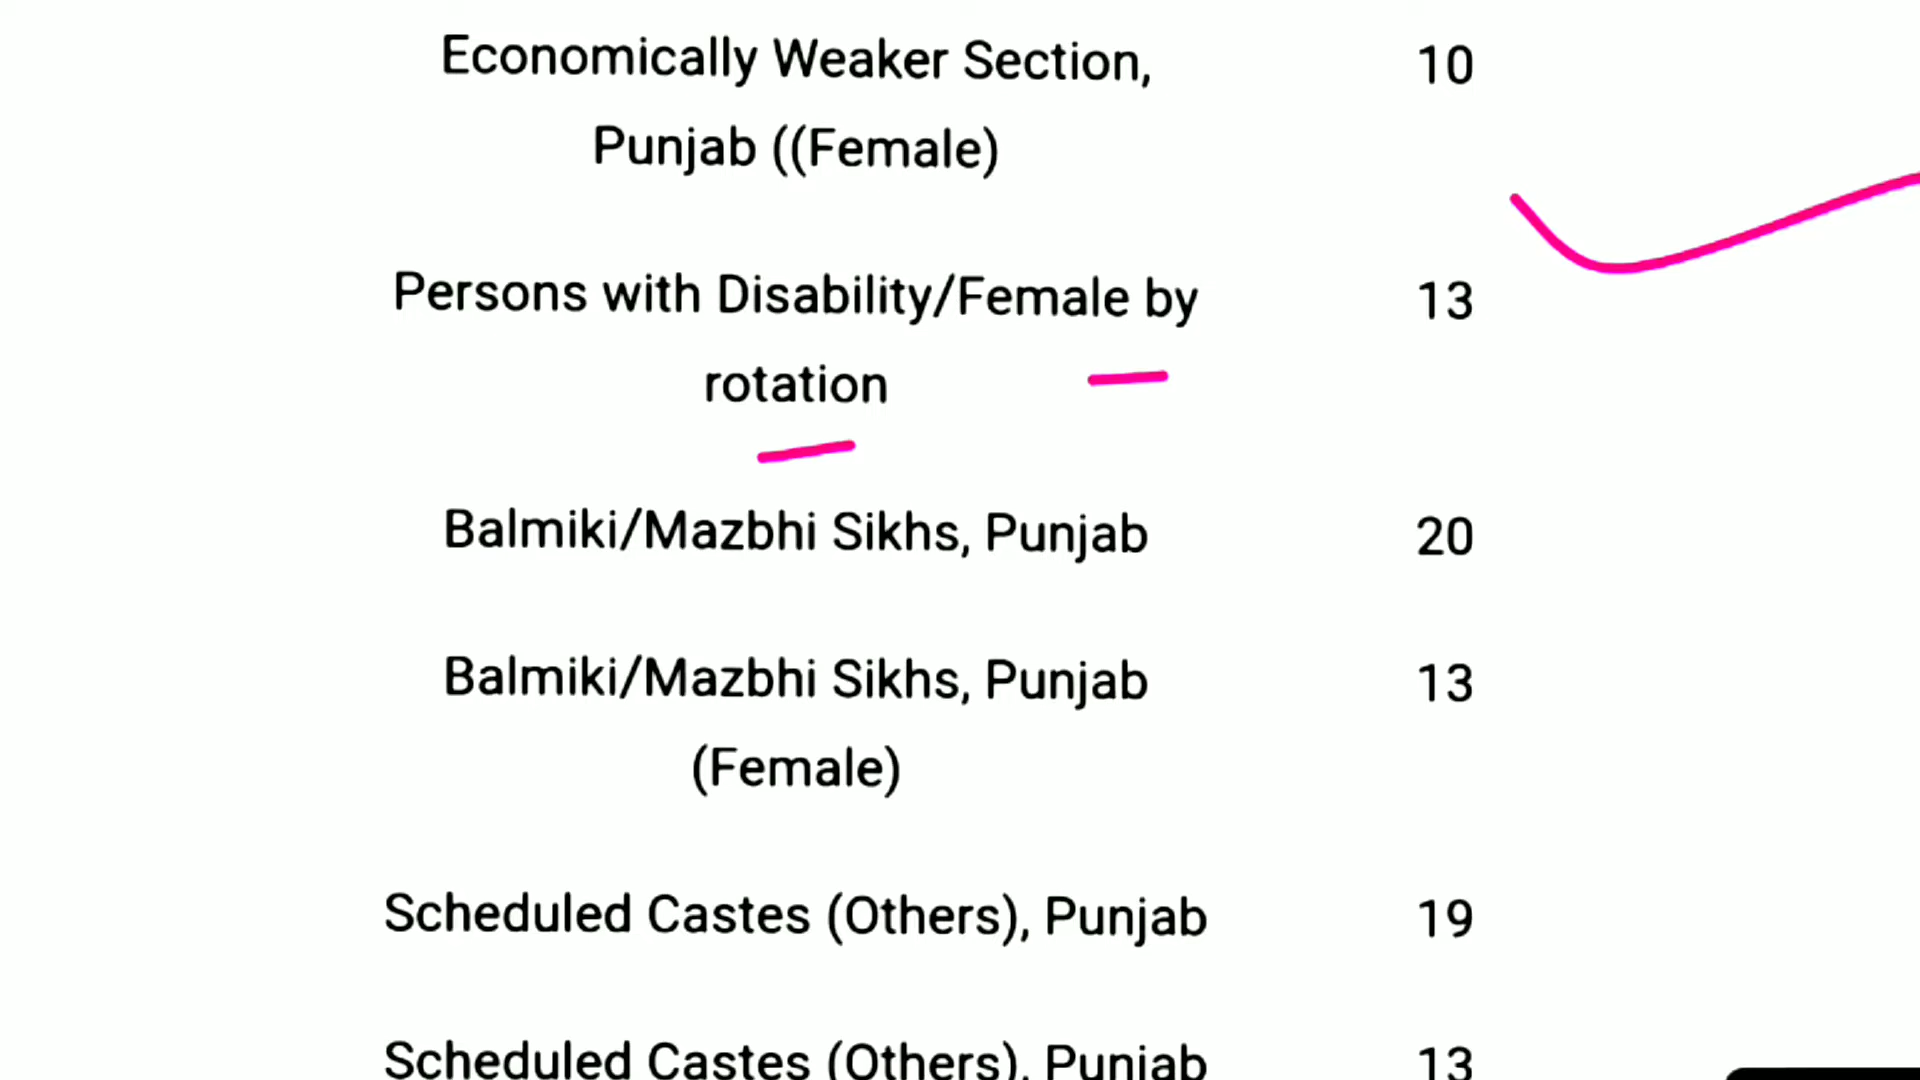 Economically Weaker Section, 10
Punjab ((Female)
Persons with Disability/Female by 13
rotation
Balmiki/Mazbhi Sikhs, Punjab 20
Balmiki/Mazbhi Sikhs, Punjab 13
(Female)
Scheduled Castes (Others), Punjab 19
Scheduled Castes (Others), Punjab 13